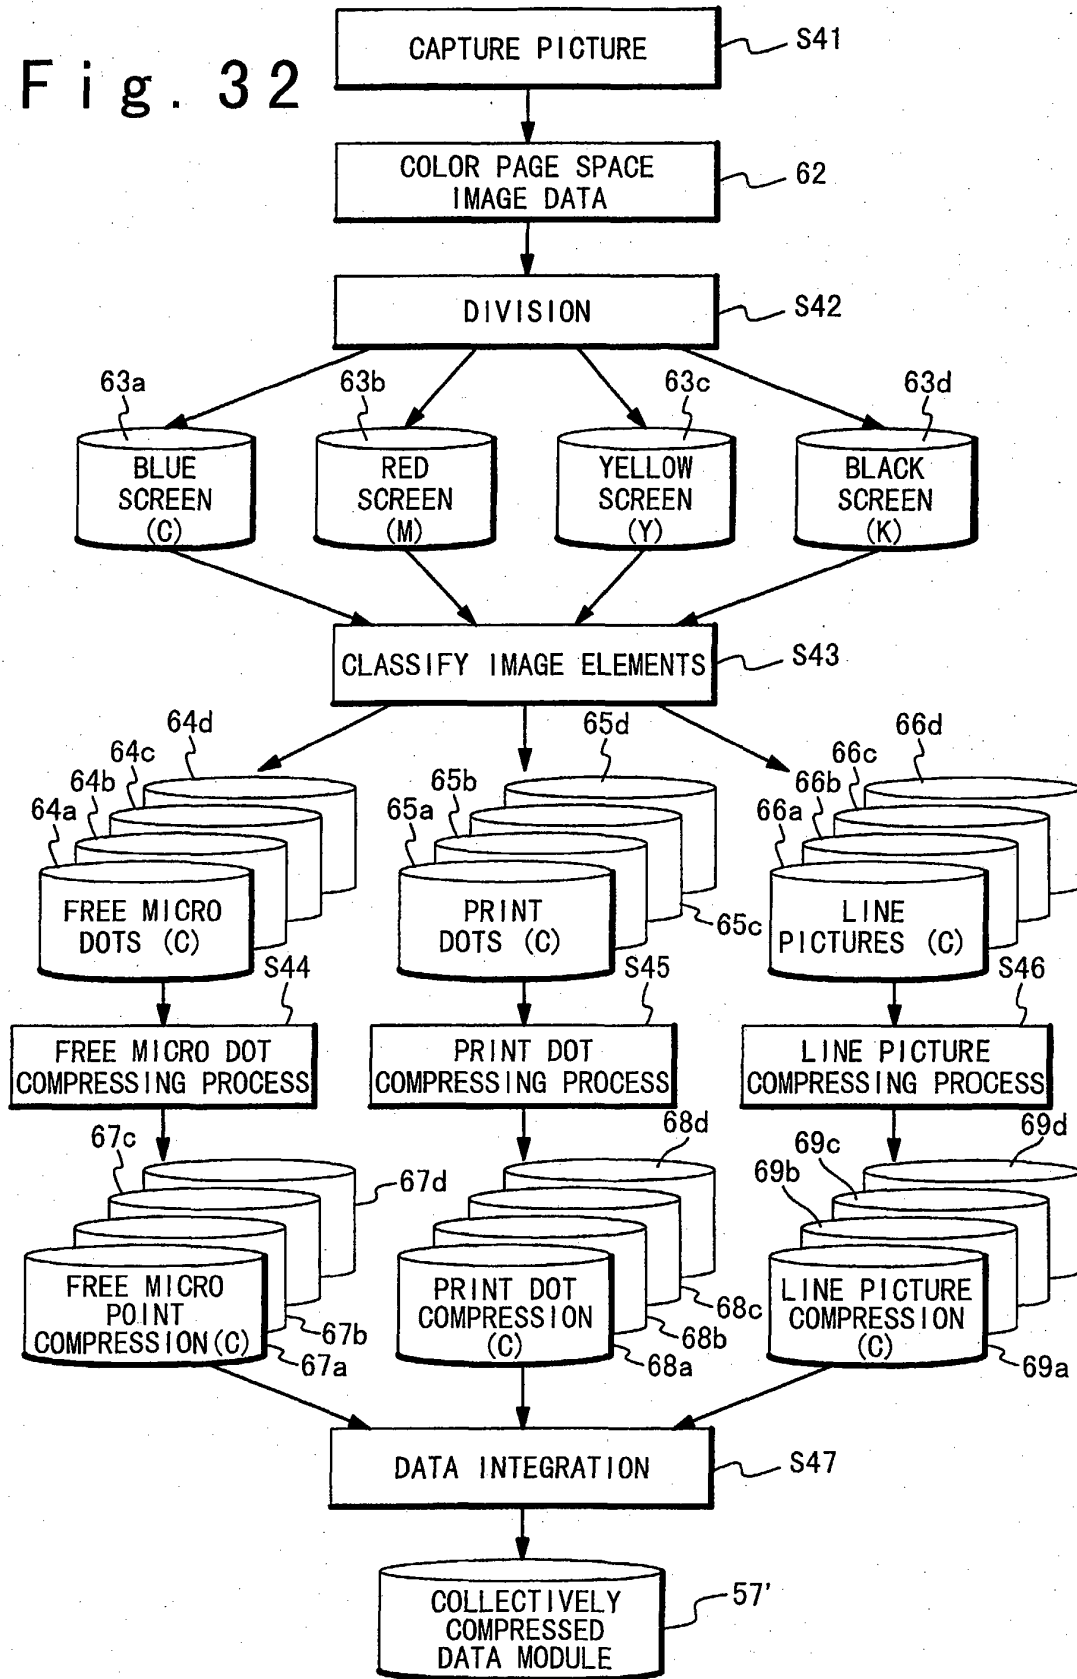 Fig. 32
CAPTURE PICTURE
S41
COLOR PAGE SPACE
IMAGE DATA
62
DIVISION
S42
63a
63b
63c
63d
BLUE
SCREEN
(C)
RED
SCREEN
(M)
YELLOW
SCREEN
(Y)
BLACK
SCREEN
(K)
CLASSIFY IMAGE ELEMENTS
S43
64d
64c
64b
64a
65d
65b
65a
65c
66d
66c
66b
66a
FREE MICRO
DOTS (C)
PRINT
DOTS (C)
LINE
PICTURES (C)
S44
S45
S46
FREE MICRO DOT
COMPRESSING PROCESS
PRINT DOT
COMPRESSING PROCESS
LINE PICTURE
COMPRESSING PROCESS
67c
67d
68d
69d
69c
69b
FREE MICRO
POINT
COMPRESSION(C)
67b
67a
PRINT DOT
COMPRESSION
(C)
68c
68b
68a
LINE PICTURE
COMPRESSION
(C)
69a
DATA INTEGRATION
S47
COLLECTIVELY
COMPRESSED
DATA MODULE
57'